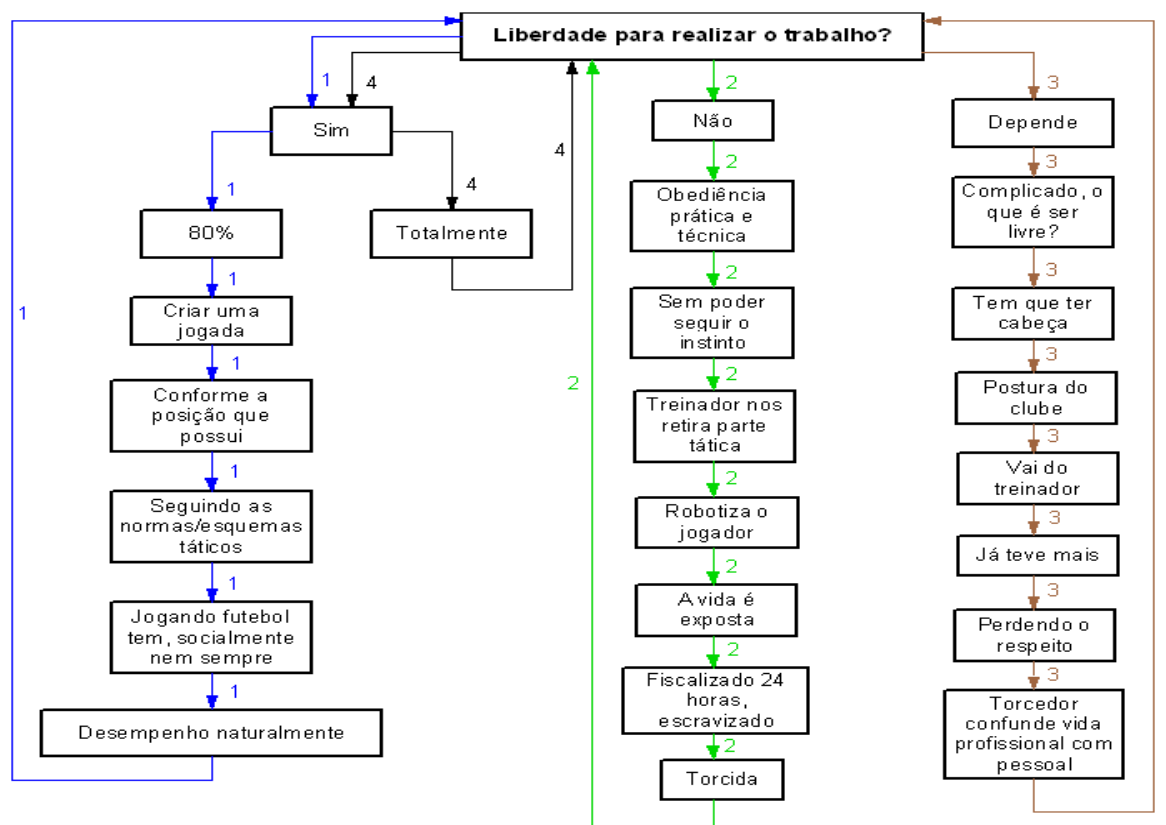 Liberdade para realizar o trabalho?
1
4
2
3
Sim
Não
Depende
1
4
4
2
3
80%
Totalmente
Obediência
prática e
técnica
Complicado, o
que é ser
livre?
1
2
3
1
Criar uma
jogada
Sem poder
seguir o
instinto
Tem que ter
cabeça
1
2
2
3
Conforme a
posição que
possui
Treinador nos
retira parte
tática
Postura do
clube
1
2
3
Seguindo as
normas/esquemas
táticos
Robotiza o
jogador
Vai do
treinador
3
Já teve mais
1
2
3
Jogando futebol
tem, socialmente
nem sempre
A vida é
exposta
Perdendo o
respeito
1
2
3
Desempenho naturalmente
Fiscalizado 24
horas,
escravizado
Torcedor
confunde vida
profissional com
pessoal
2
Torcida